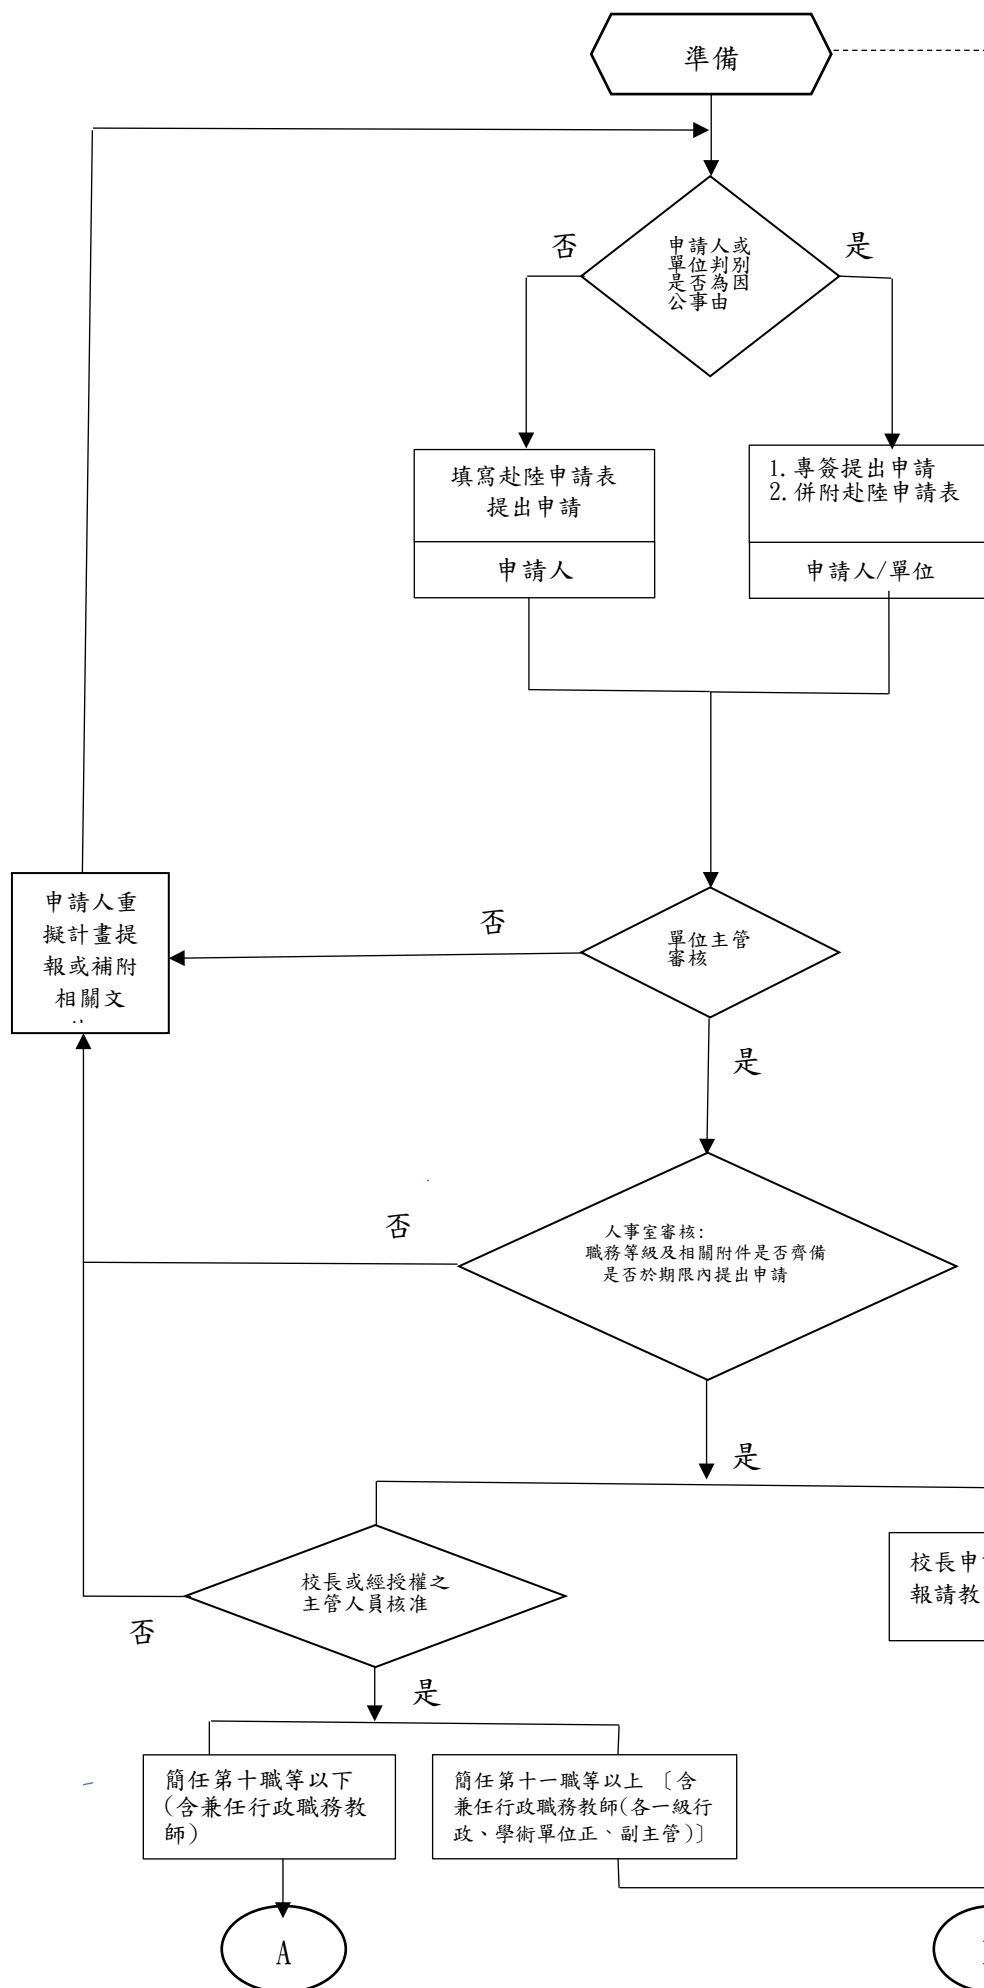 準備
否
是
申請人或
單位判別
是否為因
公事由
填寫赴陸申請表
提出申請
申請人
1.專簽提出申請
2.併附赴陸申請表
申請人/單位
申請人重
擬計畫提
報或補附
相關文
否
單位主管
審核
是
否
人事室審核:
職務等級及相關附件是否齊備
是否於期限內提出申請
是
校長或經授權之
主管人員核准
校長申
報請教
否
是
簡任第十職等以下
(含兼任行政職務教
師)
簡任第十一職等以上〔含
兼任行政職務教師(各一級行
政、學術單位正、副主管)〕
A